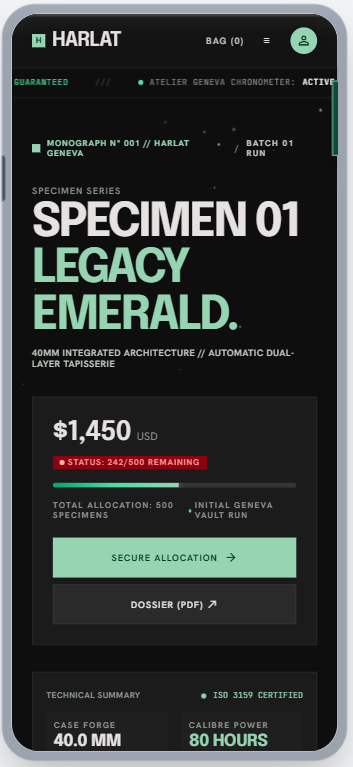 H HARLAT
BAG (0)
GUARANTEED /// ATELIER GENEVA CHRONOMETER: ACTIVE
MONOGRAPH N° 001 // HARLAT
GENEVA
/ BATCH 01
RUN
SPECIMEN SERIES
SPECIMEN 01
LEGACY
EMERALD.
40MM INTEGRATED ARCHITECTURE // AUTOMATIC DUAL-
LAYER TAPISSERIE
$1,450 USD
STATUS: 242/500 REMAINING
TOTAL ALLOCATION: 500
SPECIMENS
INITIAL GENEVA
VAULT RUN
SECURE ALLOCATION →
DOSSIER (PDF) ↗
TECHNICAL SUMMARY
ISO 3159 CERTIFIED
CASE FORGE
40.0 MM
CALIBRE POWER
80 HOURS